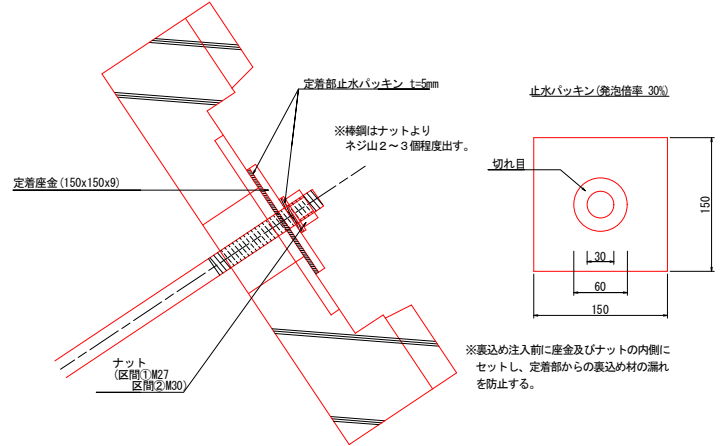 定着部止水パッキン t=5mm
※棒鋼はナットより
ネジ山2～3個程度出す。
定着座金(150x150x9)
ナット
(区間①M27
区間②M30)
止水パッキン(発泡倍率 30%)
切れ目
30
60
150
150
※裏込め注入前に座金及びナットの内側に
セットし、定着部からの裏込め材の漏れ
を防止する。